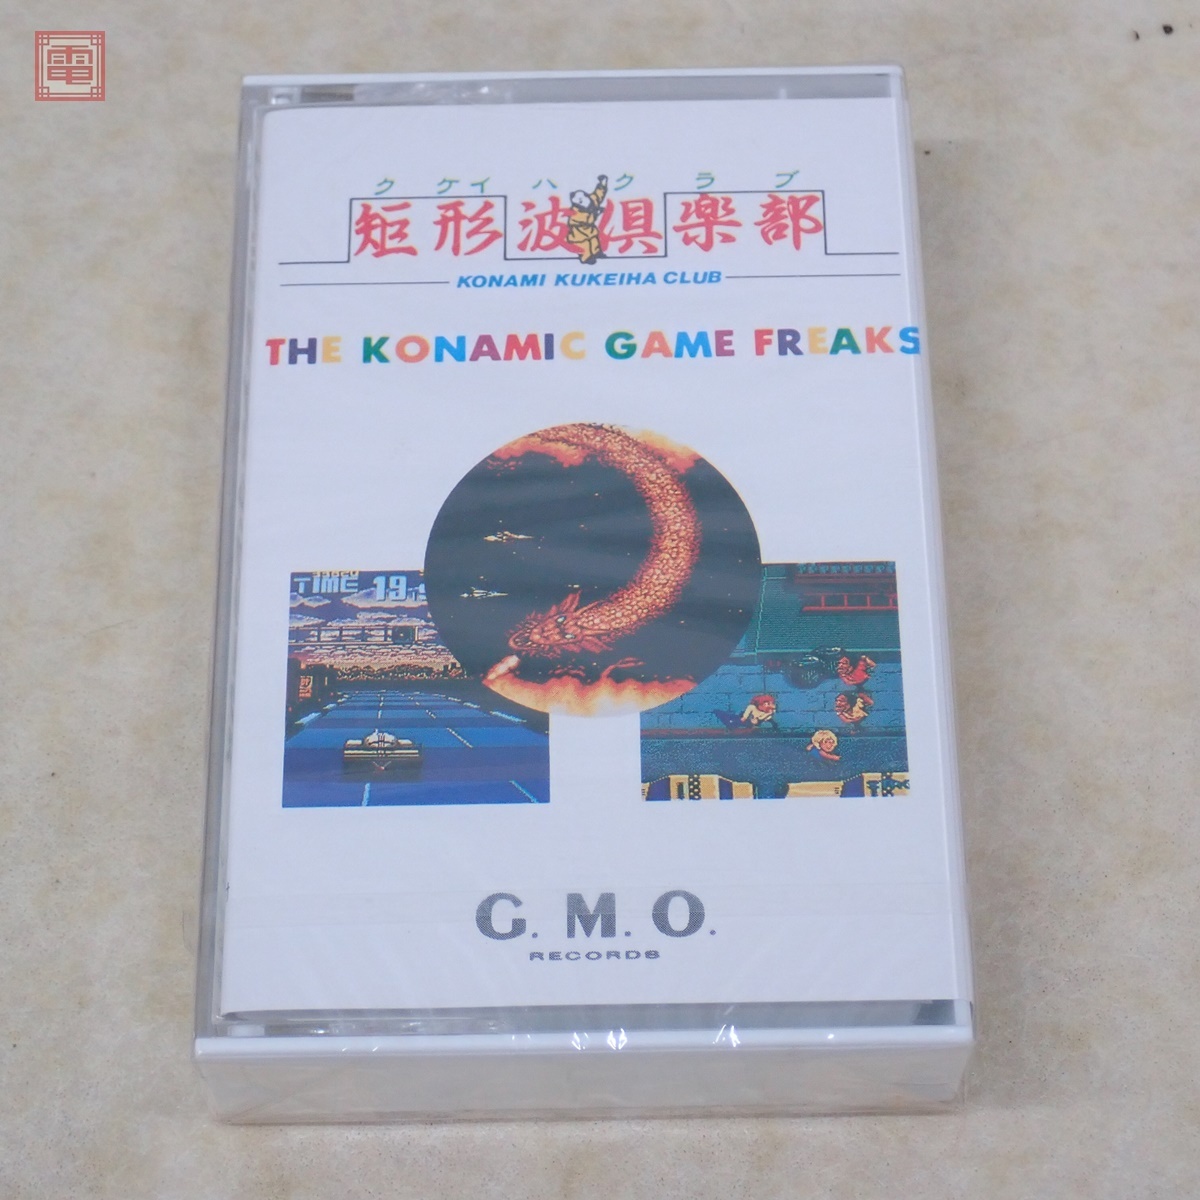 電
クケイハクラブ
矩形波倶楽部
KONAMI KUKEIHA CLUB
THE KONAMIC GAME FREAKS
TIME 19
G. M. O.
RECORDS